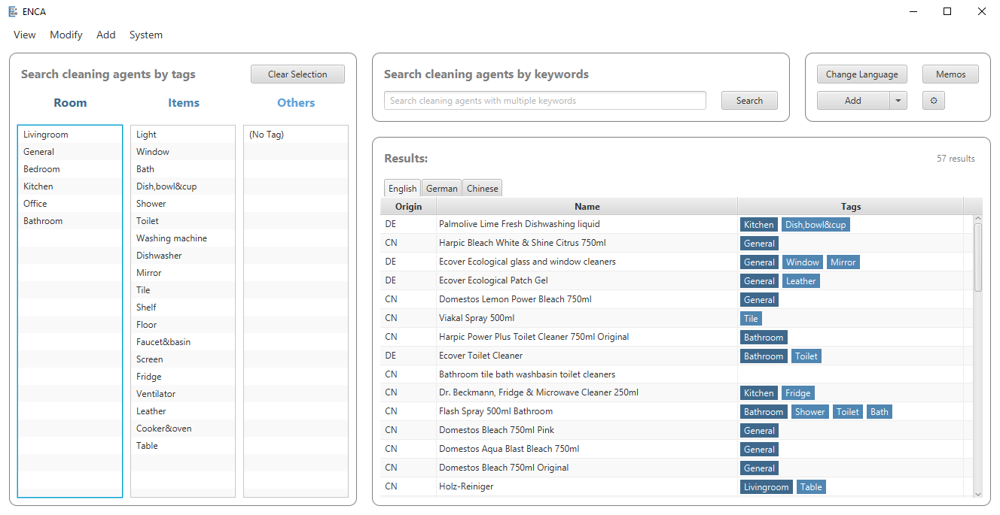 ENCA
View Modify Add System
Search cleaning agents by tags
Clear Selection
Room Items Others
Livingroom
General
Bedroom
Kitchen
Office
Bathroom
Light
Window
Bath
Dish,bowl&cup
Shower
Toilet
Washing machine
Dishwasher
Mirror
Tile
Shelf
Floor
Faucet&basin
Screen
Fridge
Ventilator
Leather
Cooker&oven
Table
(No Tag)
Search cleaning agents by keywords
Search cleaning agents with multiple keywords
Search
Change Language
Memos
Add
Results:
57 results
English German Chinese
Origin Name Tags
DE Palmolive Lime Fresh Dishwashing liquid Kitchen Dish,bowl&cup
CN Harpic Bleach White & Shine Citrus 750ml General
DE Ecover Ecological glass and window cleaners General Window Mirror
DE Ecover Ecological Patch Gel General Leather
CN Domestos Lemon Power Bleach 750ml General
CN Viakal Spray 500ml Tile
CN Harpic Power Plus Toilet Cleaner 750ml Original Bathroom
DE Ecover Toilet Cleaner Bathroom Toilet
CN Bathroom tile bath washbasin toilet cleaners
CN Dr. Beckmann, Fridge & Microwave Cleaner 250ml Kitchen Fridge
CN Flash Spray 500ml Bathroom Bathroom Shower Toilet Bath
CN Domestos Bleach 750ml Pink General
CN Domestos Aqua Blast Bleach 750ml General
CN Domestos Bleach 750ml Original General
CN Holz-Reiniger Livingroom Table